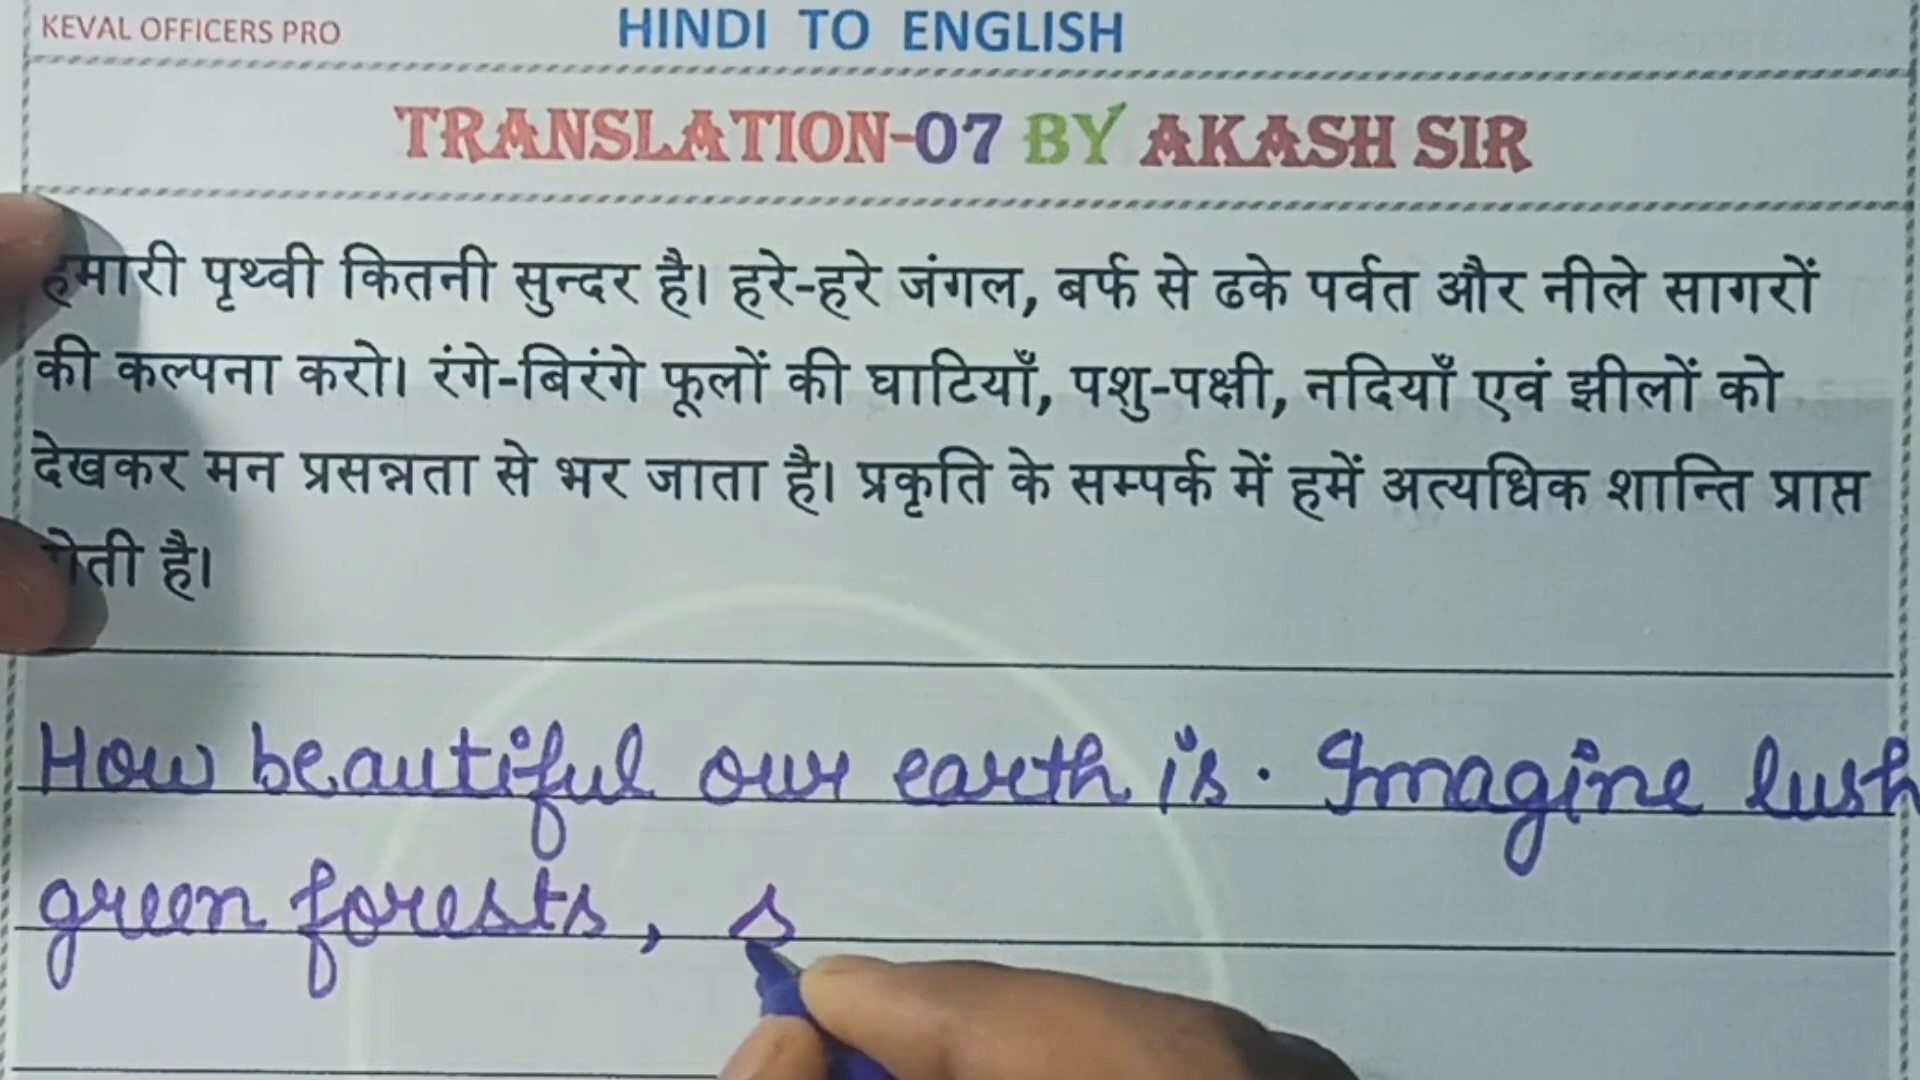 KEVAL OFFICERS PRO
HINDI TO ENGLISH
TRANSLATION-07 BY AKASH SIR
हमारी पृथ्वी कितनी सुन्दर है। हरे-हरे जंगल, बर्फ से ढके पर्वत और नीले सागरों
की कल्पना करो। रंगे-बिरंगे फूलों की घाटियाँ, पशु-पक्षी, नदियाँ एवं झीलों को
देखकर मन प्रसन्नता से भर जाता है। प्रकृति के सम्पर्क में हमें अत्यधिक शान्ति प्राप्त
होती है।
How beautiful our earth is. Imagine lush
green forests, s